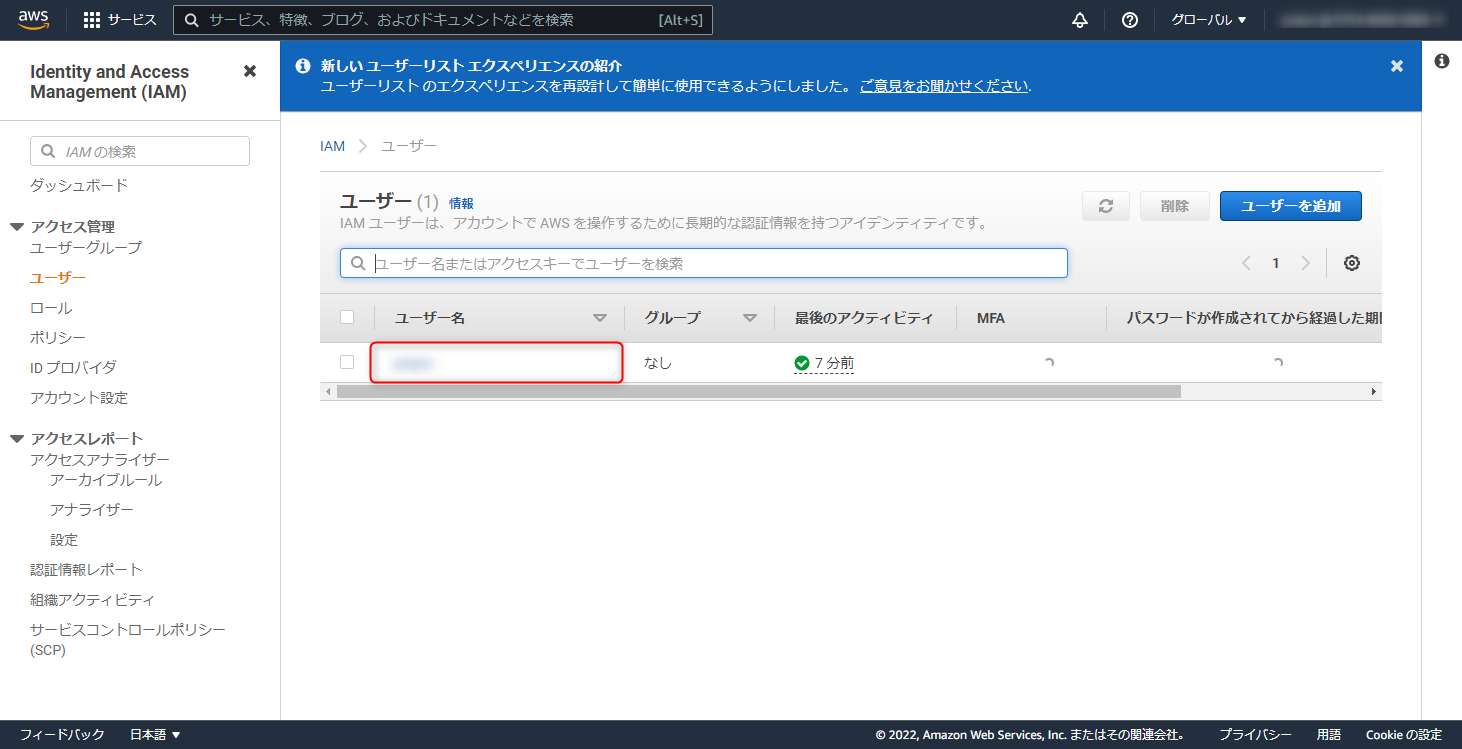 aws
サービス
サービス、特徴、ブログ、およびドキュメントなどを検索
[Alt+S]
グローバル
Identity and Access
Management (IAM)
IAM の検索
ダッシュボード
アクセス管理
ユーザーグループ
ユーザー
ロール
ポリシー
ID プロバイダ
アカウント設定
アクセスレポート
アクセスアナライザー
アーカイブルール
アナライザー
設定
認証情報レポート
組織アクティビティ
サービスコントロールポリシー
(SCP)
新しい ユーザーリスト エクスペリエンスの紹介
ユーザーリスト のエクスペリエンスを再設計して簡単に使用できるようにしました。 ご意見をお聞かせください.
IAM
ユーザー
ユーザー (1) 情報
IAM ユーザーは、アカウントで AWS を操作するために長期的な認証情報を持つアイデンティティです。
削除
ユーザーを追加
ユーザー名またはアクセスキーでユーザーを検索
1
ユーザー名
グループ
最後のアクティビティ
MFA
パスワードが作成されてから経過した期
なし
7 分前
フィードバック
日本語
© 2022, Amazon Web Services, Inc. またはその関連会社。
プライバシー
用語
Cookie の設定